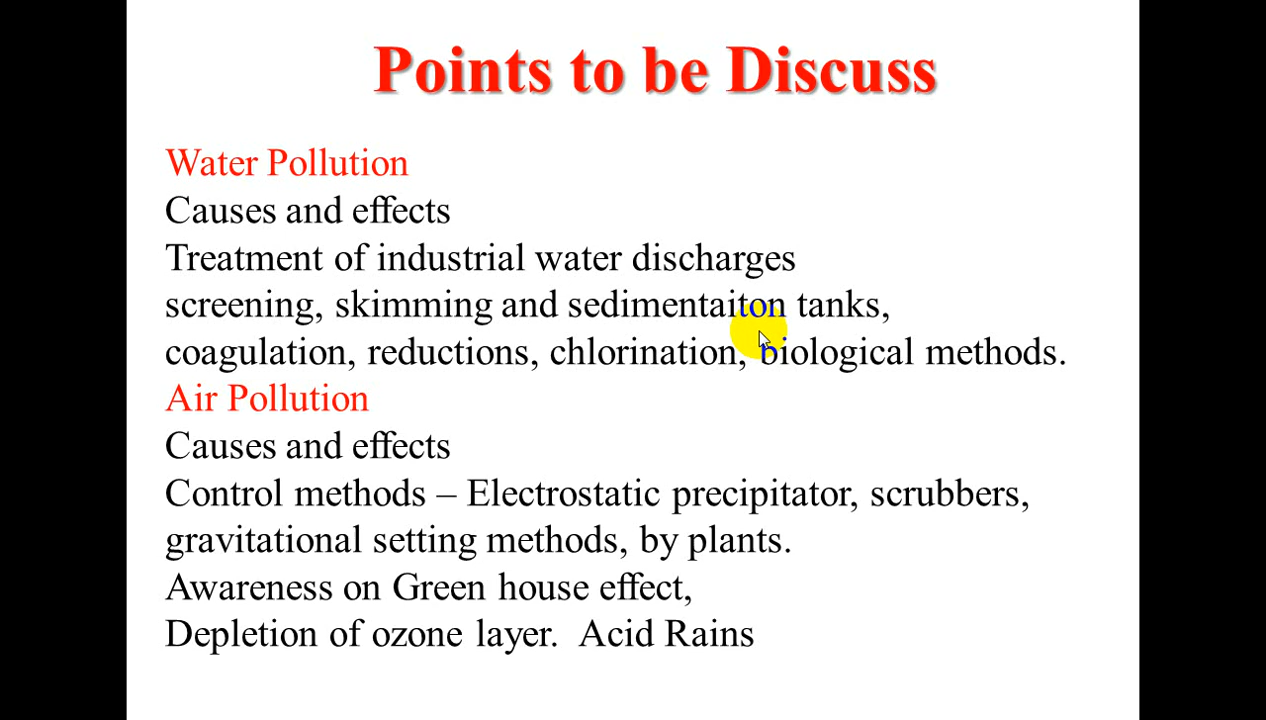 Points to be Discuss
Water Pollution
Causes and effects
Treatment of industrial water discharges
screening, skimming and sedimentaiton tanks,
coagulation, reductions, chlorination, biological methods.
Air Pollution
Causes and effects
Control methods – Electrostatic precipitator, scrubbers,
gravitational setting methods, by plants.
Awareness on Green house effect,
Depletion of ozone layer.  Acid Rains